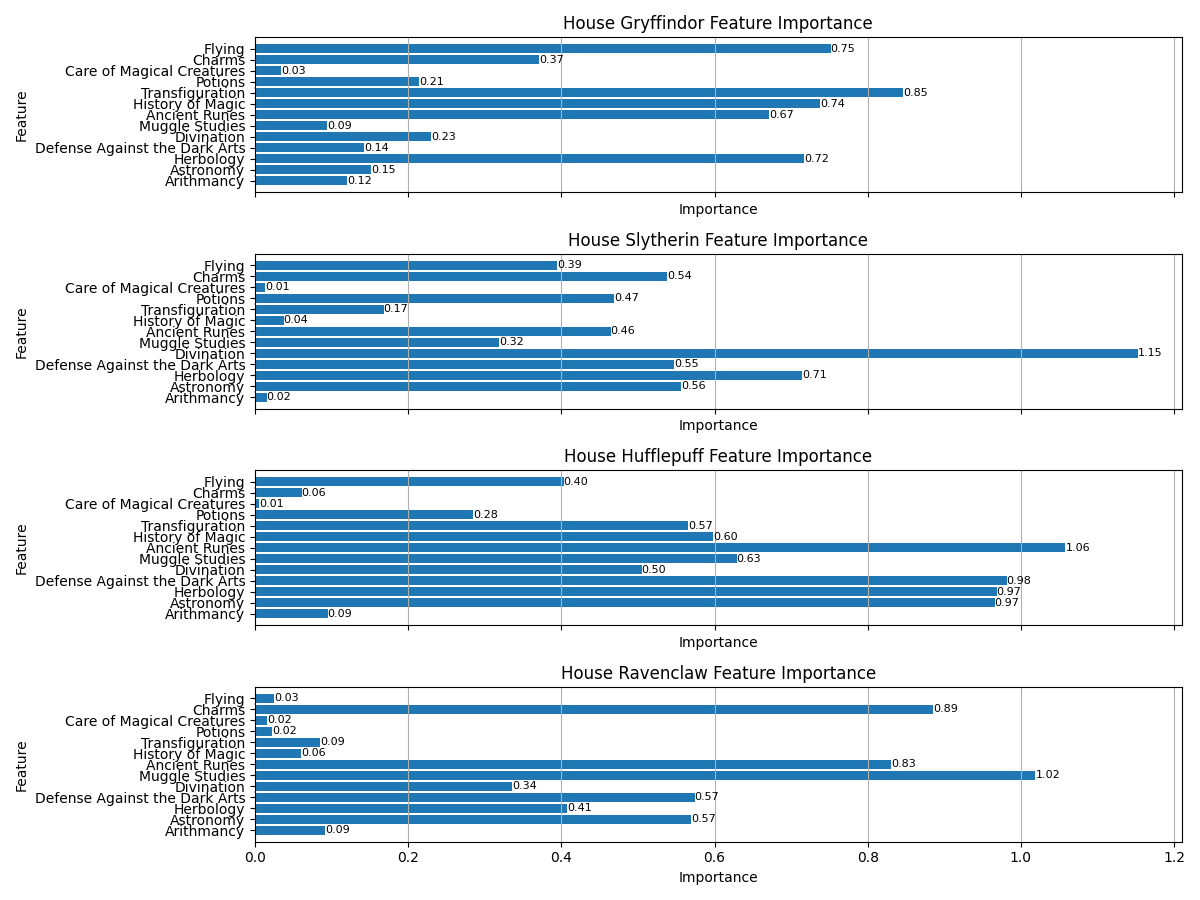 House Gryffindor Feature Importance
Feature
Flying 0.75
Charms 0.37
Care of Magical Creatures 0.03
Potions 0.21
Transfiguration 0.85
History of Magic 0.74
Ancient Runes 0.67
Muggle Studies 0.09
Divination 0.23
Defense Against the Dark Arts 0.14
Herbology 0.72
Astronomy 0.15
Arithmancy 0.12
Importance
House Slytherin Feature Importance
Feature
Flying 0.39
Charms 0.54
Care of Magical Creatures 0.01
Potions 0.47
Transfiguration 0.17
History of Magic 0.04
Ancient Runes 0.46
Muggle Studies 0.32
Divination 1.15
Defense Against the Dark Arts 0.55
Herbology 0.71
Astronomy 0.56
Arithmancy 0.02
Importance
House Hufflepuff Feature Importance
Feature
Flying 0.40
Charms 0.06
Care of Magical Creatures 0.01
Potions 0.28
Transfiguration 0.57
History of Magic 0.60
Ancient Runes 1.06
Muggle Studies 0.63
Divination 0.50
Defense Against the Dark Arts 0.98
Herbology 0.97
Astronomy 0.97
Arithmancy 0.09
Importance
House Ravenclaw Feature Importance
Feature
Flying 0.03
Charms 0.89
Care of Magical Creatures 0.02
Potions 0.02
Transfiguration 0.09
History of Magic 0.06
Ancient Runes 0.83
Muggle Studies 1.02
Divination 0.34
Defense Against the Dark Arts 0.57
Herbology 0.41
Astronomy 0.57
Arithmancy 0.09
0.0 0.2 0.4 0.6 0.8 1.0 1.2
Importance